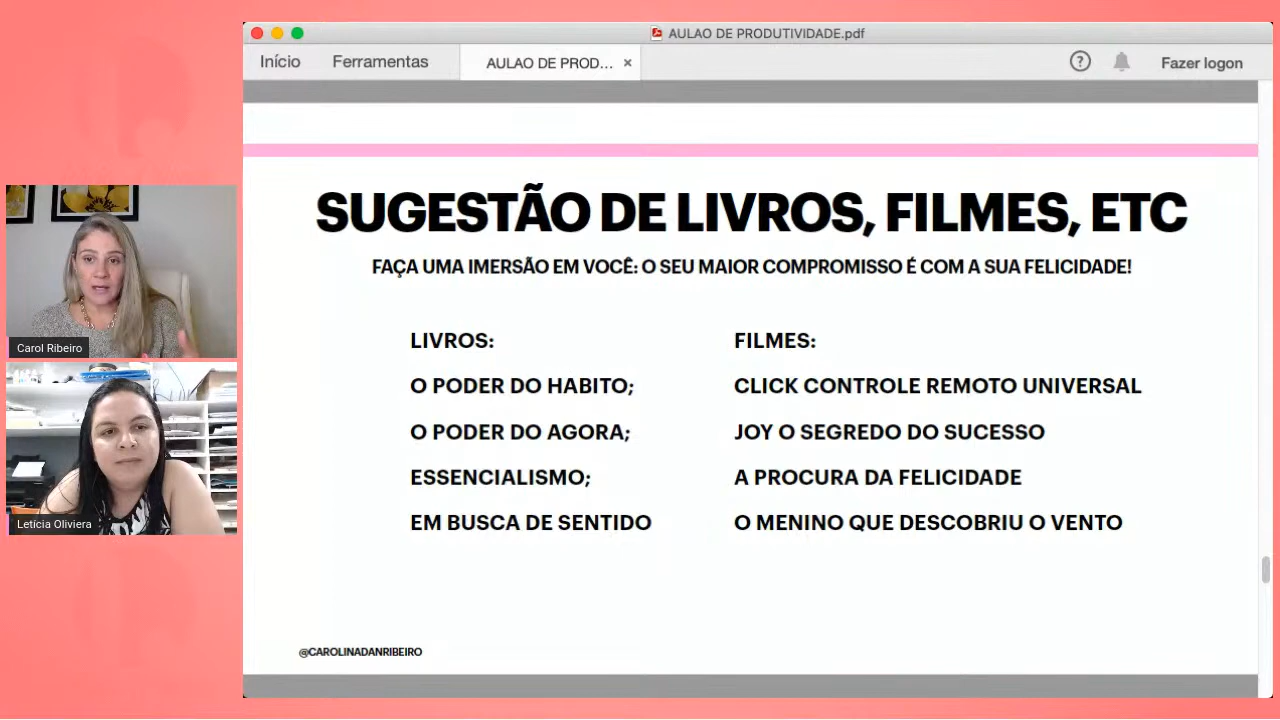 AULAO DE PRODUTIVIDADE.pdf
Início Ferramentas AULAO DE PROD... × ? Fazer logon
SUGESTÃO DE LIVROS, FILMES, ETC
FAÇA UMA IMERSÃO EM VOCÊ: O SEU MAIOR COMPROMISSO É COM A SUA FELICIDADE!
LIVROS:
O PODER DO HABITO;
O PODER DO AGORA;
ESSENCIALISMO;
EM BUSCA DE SENTIDO
FILMES:
CLICK CONTROLE REMOTO UNIVERSAL
JOY O SEGREDO DO SUCESSO
A PROCURA DA FELICIDADE
O MENINO QUE DESCOBRIU O VENTO
@CAROLINADANRIBEIRO
Carol Ribeiro
Letícia Oliviera